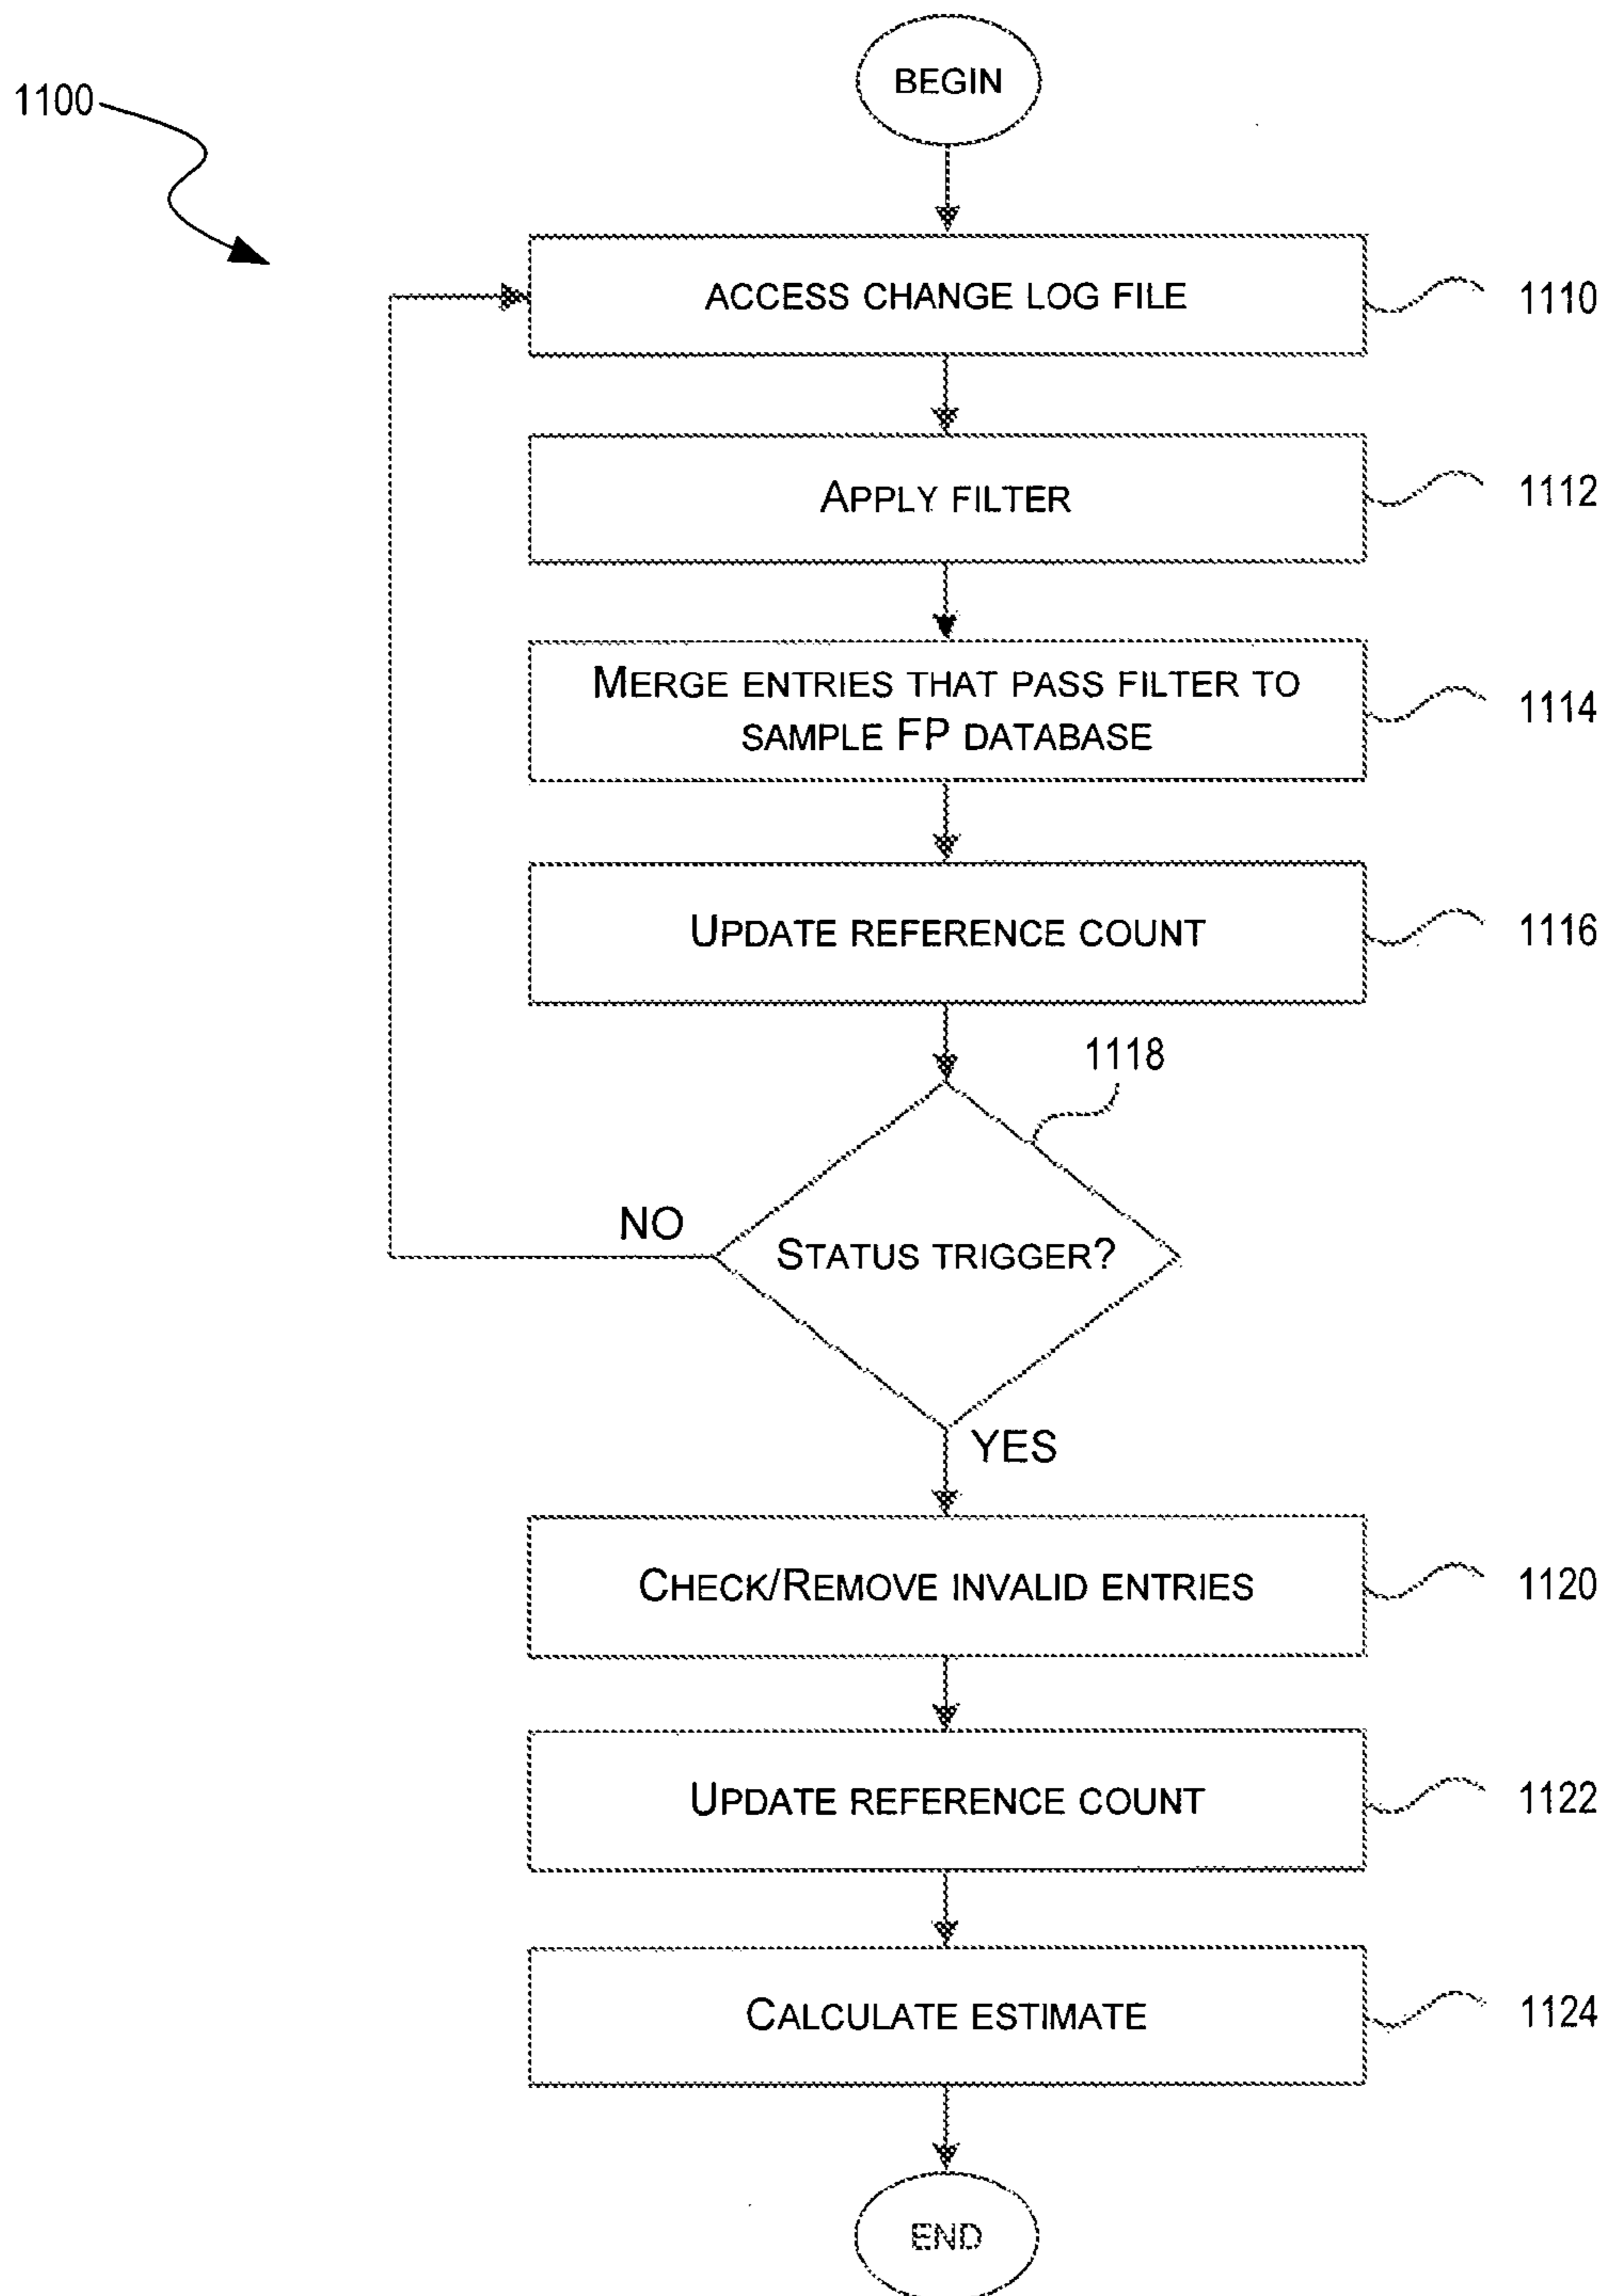 BEGIN
1100
ACCESS CHANGE LOG FILE
1110
APPLY FILTER
1112
MERGE ENTRIES THAT PASS FILTER TO
SAMPLE FP DATABASE
1114
UPDATE REFERENCE COUNT
1116
1118
STATUS TRIGGER?
NO
YES
CHECK/REMOVE INVALID ENTRIES
1120
UPDATE REFERENCE COUNT
1122
CALCULATE ESTIMATE
1124
END